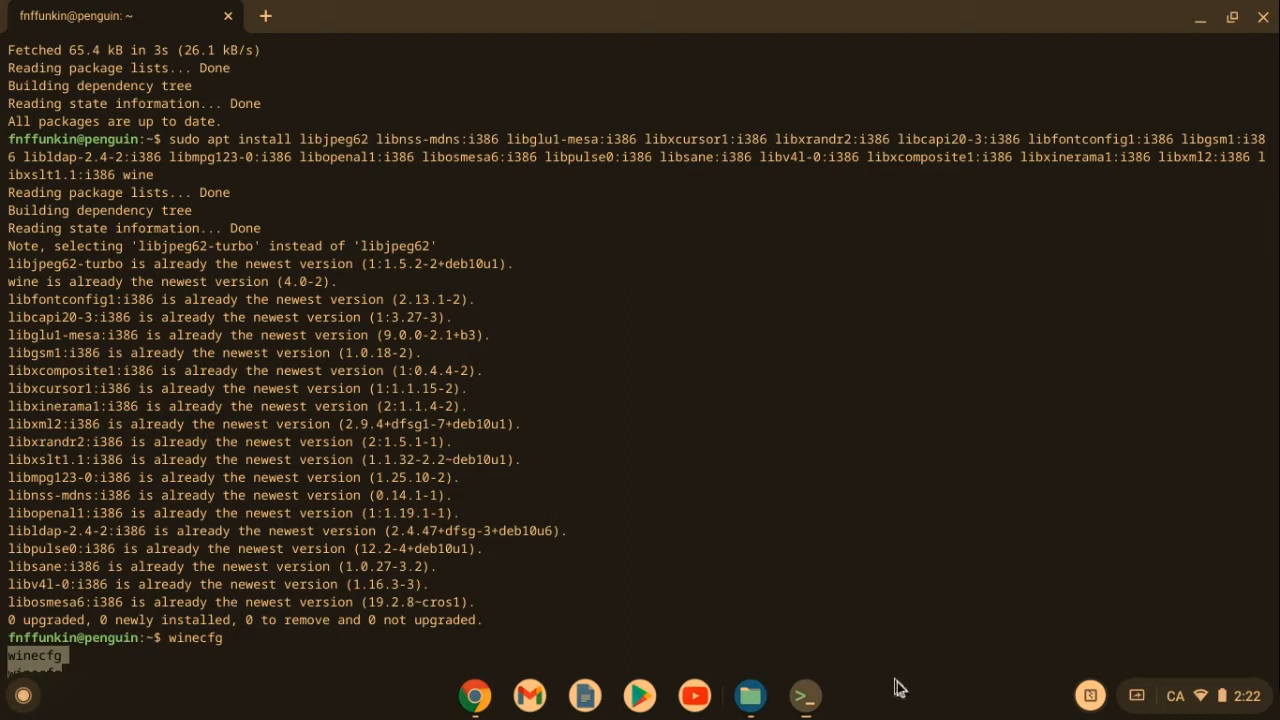 fnffunkin@penguin: ~
Fetched 65.4 kB in 3s (26.1 kB/s)
Reading package lists... Done
Building dependency tree
Reading state information... Done
All packages are up to date.
fnffunkin@penguin:~$ sudo apt install libjpeg62 libnss-mdns:i386 libglu1-mesa:i386 libxcursor1:i386 libxrandr2:i386 libcapi20-3:i386 libfontconfig1:i386 libgsm1:i38
6 libldap-2.4-2:i386 libmpg123-0:i386 libopenal1:i386 libosmesa6:i386 libpulse0:i386 libsane:i386 libv4l-0:i386 libxcomposite1:i386 libxinerama1:i386 libxml2:i386 l
ibxslt1.1:i386 wine
Reading package lists... Done
Building dependency tree
Reading state information... Done
Note, selecting 'libjpeg62-turbo' instead of 'libjpeg62'
libjpeg62-turbo is already the newest version (1:1.5.2-2+deb10u1).
wine is already the newest version (4.0-2).
libfontconfig1:i386 is already the newest version (2.13.1-2).
libcapi20-3:i386 is already the newest version (1:3.27-3).
libglu1-mesa:i386 is already the newest version (9.0.0-2.1+b3).
libgsm1:i386 is already the newest version (1.0.18-2).
libxcomposite1:i386 is already the newest version (1:0.4.4-2).
libxcursor1:i386 is already the newest version (1:1.1.15-2).
libxinerama1:i386 is already the newest version (2:1.1.4-2).
libxml2:i386 is already the newest version (2.9.4+dfsg1-7+deb10u1).
libxrandr2:i386 is already the newest version (2:1.5.1-1).
libxslt1.1:i386 is already the newest version (1.1.32-2.2~deb10u1).
libmpg123-0:i386 is already the newest version (1.25.10-2).
libnss-mdns:i386 is already the newest version (0.14.1-1).
libopenal1:i386 is already the newest version (1:1.19.1-1).
libldap-2.4-2:i386 is already the newest version (2.4.47+dfsg-3+deb10u6).
libpulse0:i386 is already the newest version (12.2-4+deb10u1).
libsane:i386 is already the newest version (1.0.27-3.2).
libv4l-0:i386 is already the newest version (1.16.3-3).
libosmesa6:i386 is already the newest version (19.2.8~cros1).
0 upgraded, 0 newly installed, 0 to remove and 0 not upgraded.
fnffunkin@penguin:~$ winecfg
winecfg
CA 2:22